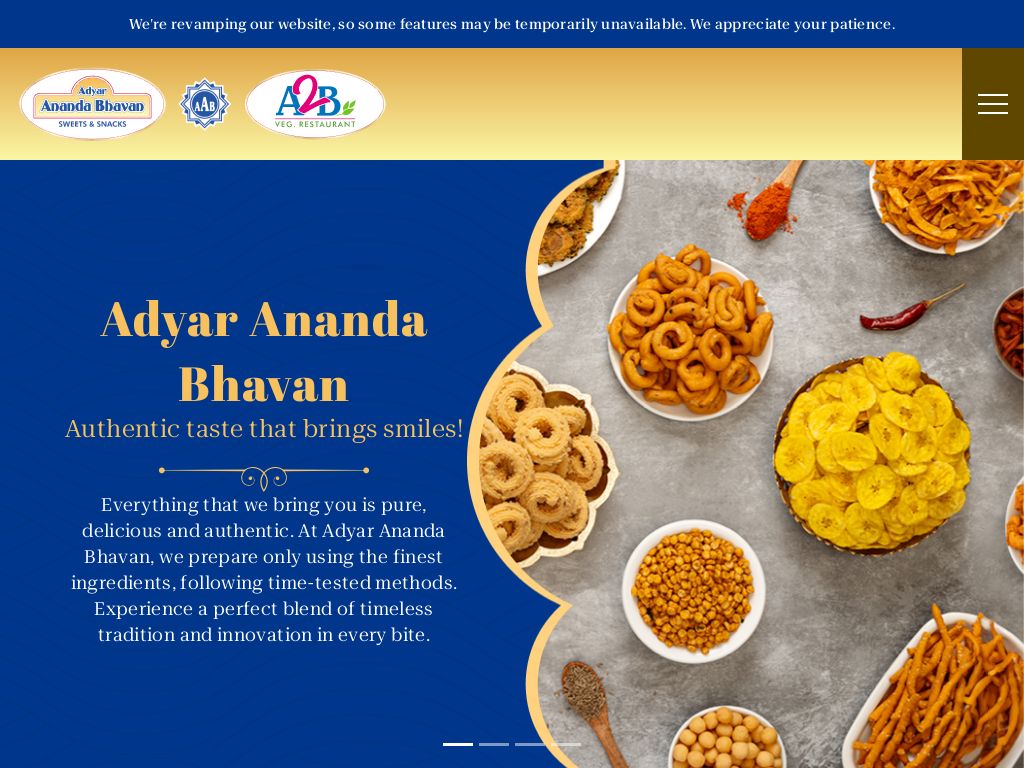 We're revamping our website, so some features may be temporarily unavailable. We appreciate your patience.
Adyar
Ananda Bhavan
SWEETS & SNACKS
AAB
A2B
VEG. RESTAURANT
Adyar Ananda
Bhavan
Authentic taste that brings smiles!
Everything that we bring you is pure,
delicious and authentic. At Adyar Ananda
Bhavan, we prepare only using the finest
ingredients, following time-tested methods.
Experience a perfect blend of timeless
tradition and innovation in every bite.